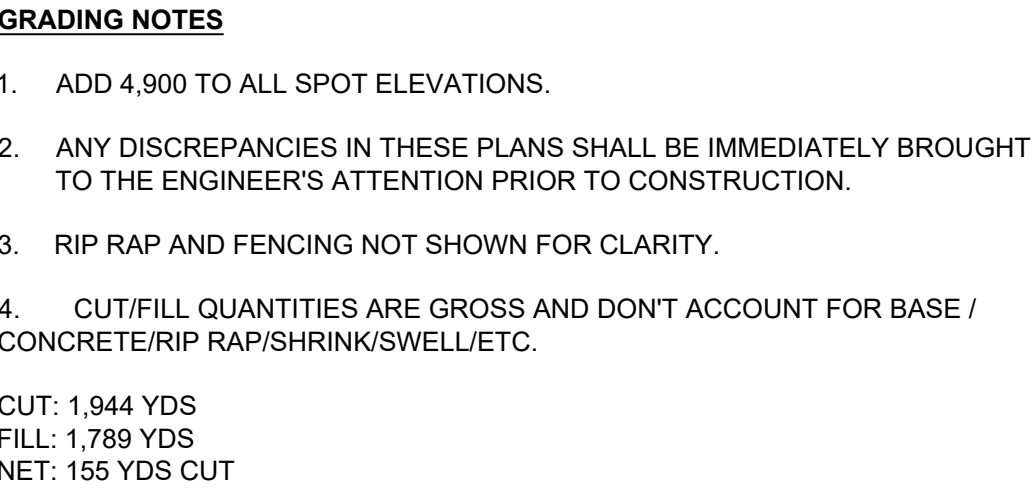 GRADING NOTES
1. ADD 4,900 TO ALL SPOT ELEVATIONS.
2. ANY DISCREPANCIES IN THESE PLANS SHALL BE IMMEDIATELY BROUGHT
TO THE ENGINEER'S ATTENTION PRIOR TO CONSTRUCTION.
3. RIP RAP AND FENCING NOT SHOWN FOR CLARITY.
4. CUT/FILL QUANTITIES ARE GROSS AND DON'T ACCOUNT FOR BASE /
CONCRETE/RIP RAP/SHRINK/SWELL/ETC.
CUT: 1,944 YDS
FILL: 1,789 YDS
NET: 155 YDS CUT